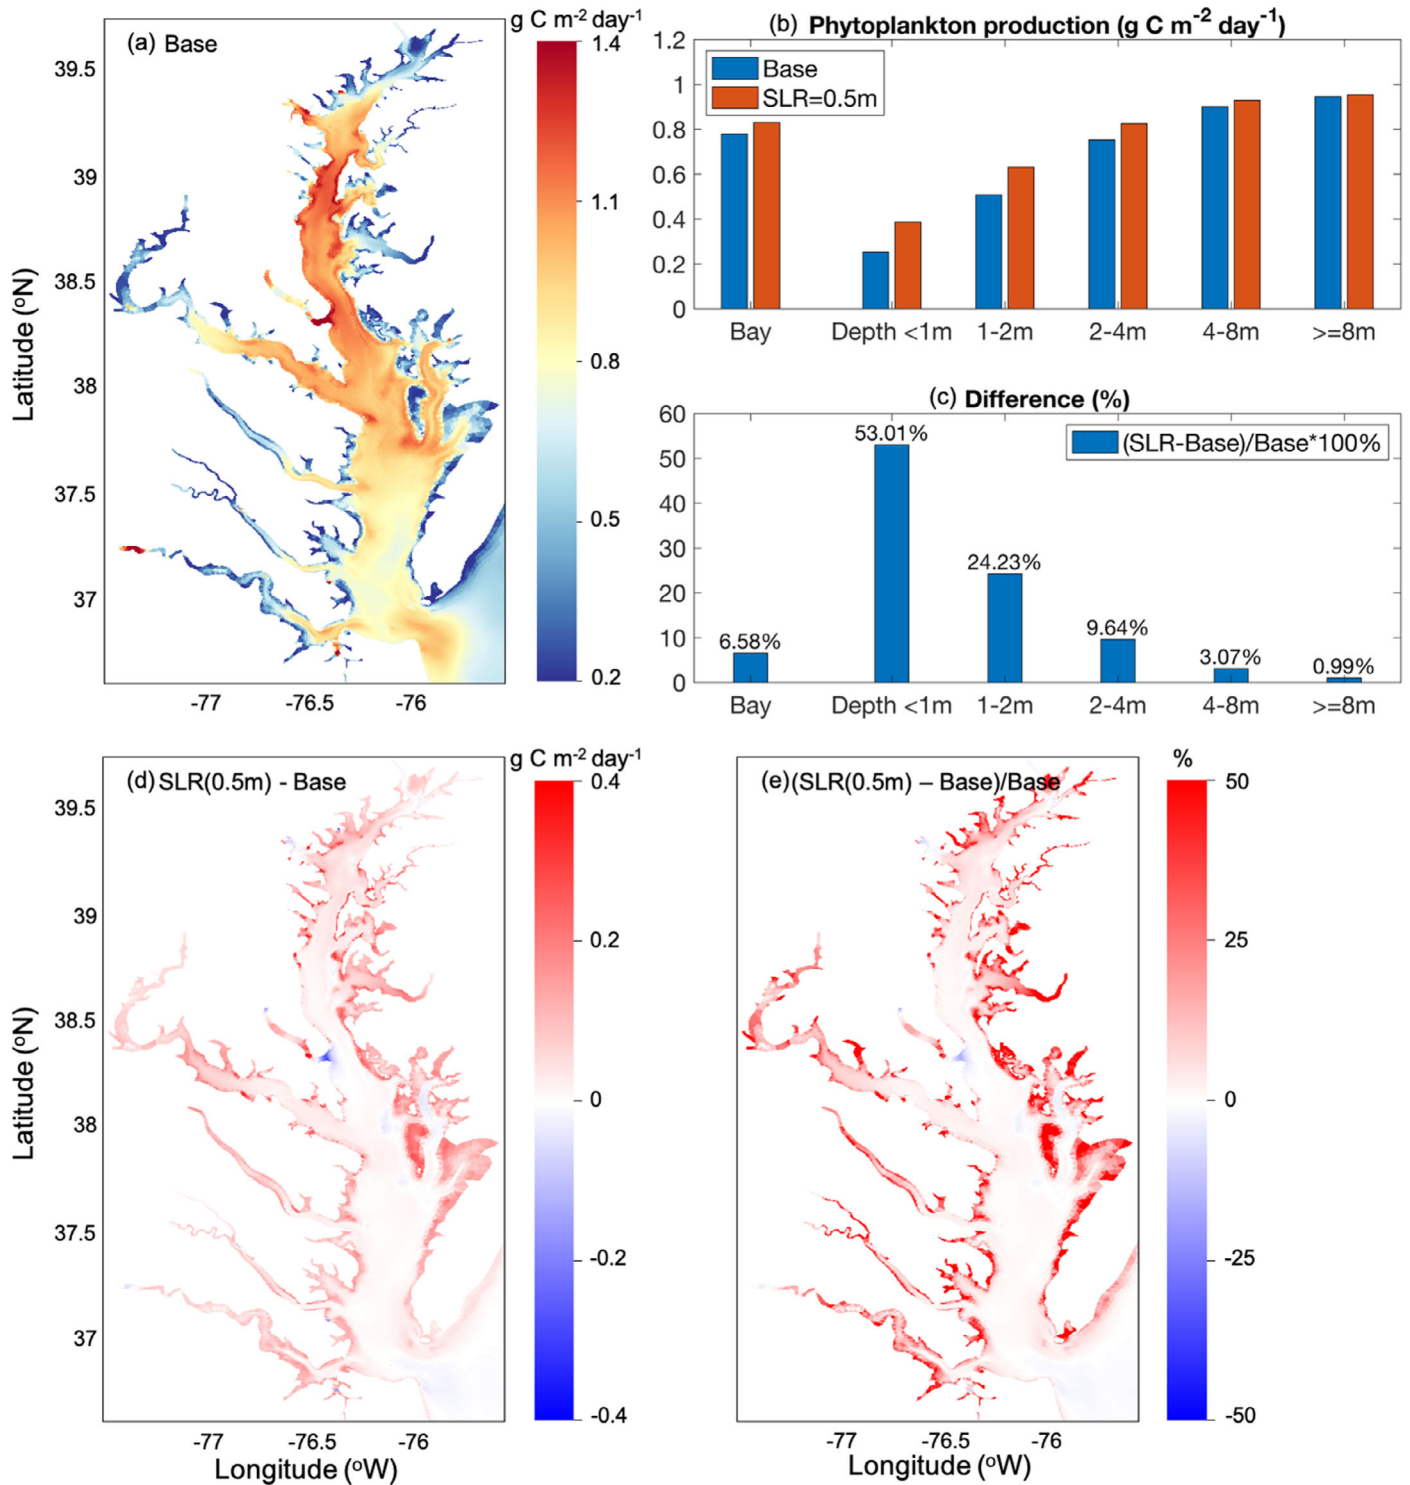 (a) Base
g C m⁻² day⁻¹
1.4
1.1
0.8
0.5
0.2
39.5
39
38.5
38
37.5
37
Latitude (ºN)
-77
-76.5
-76
(b) Phytoplankton production (g C m⁻² day⁻¹)
Base
SLR=0.5m
1.2
1
0.8
0.6
0.4
0.2
0
Bay
Depth <1m
1-2m
2-4m
4-8m
>=8m
(c) Difference (%)
(SLR-Base)/Base*100%
60
50
40
30
20
10
0
6.58%
53.01%
24.23%
9.64%
3.07%
0.99%
Bay
Depth <1m
1-2m
2-4m
4-8m
>=8m
(d) SLR(0.5m) - Base
g C m⁻² day⁻¹
0.4
0.2
0
-0.2
-0.4
39.5
39
38.5
38
37.5
37
Latitude (ºN)
-77
-76.5
-76
Longitude (ºW)
(e) (SLR(0.5m) – Base)/Base
%
50
25
0
-25
-50
-77
-76.5
-76
Longitude (ºW)